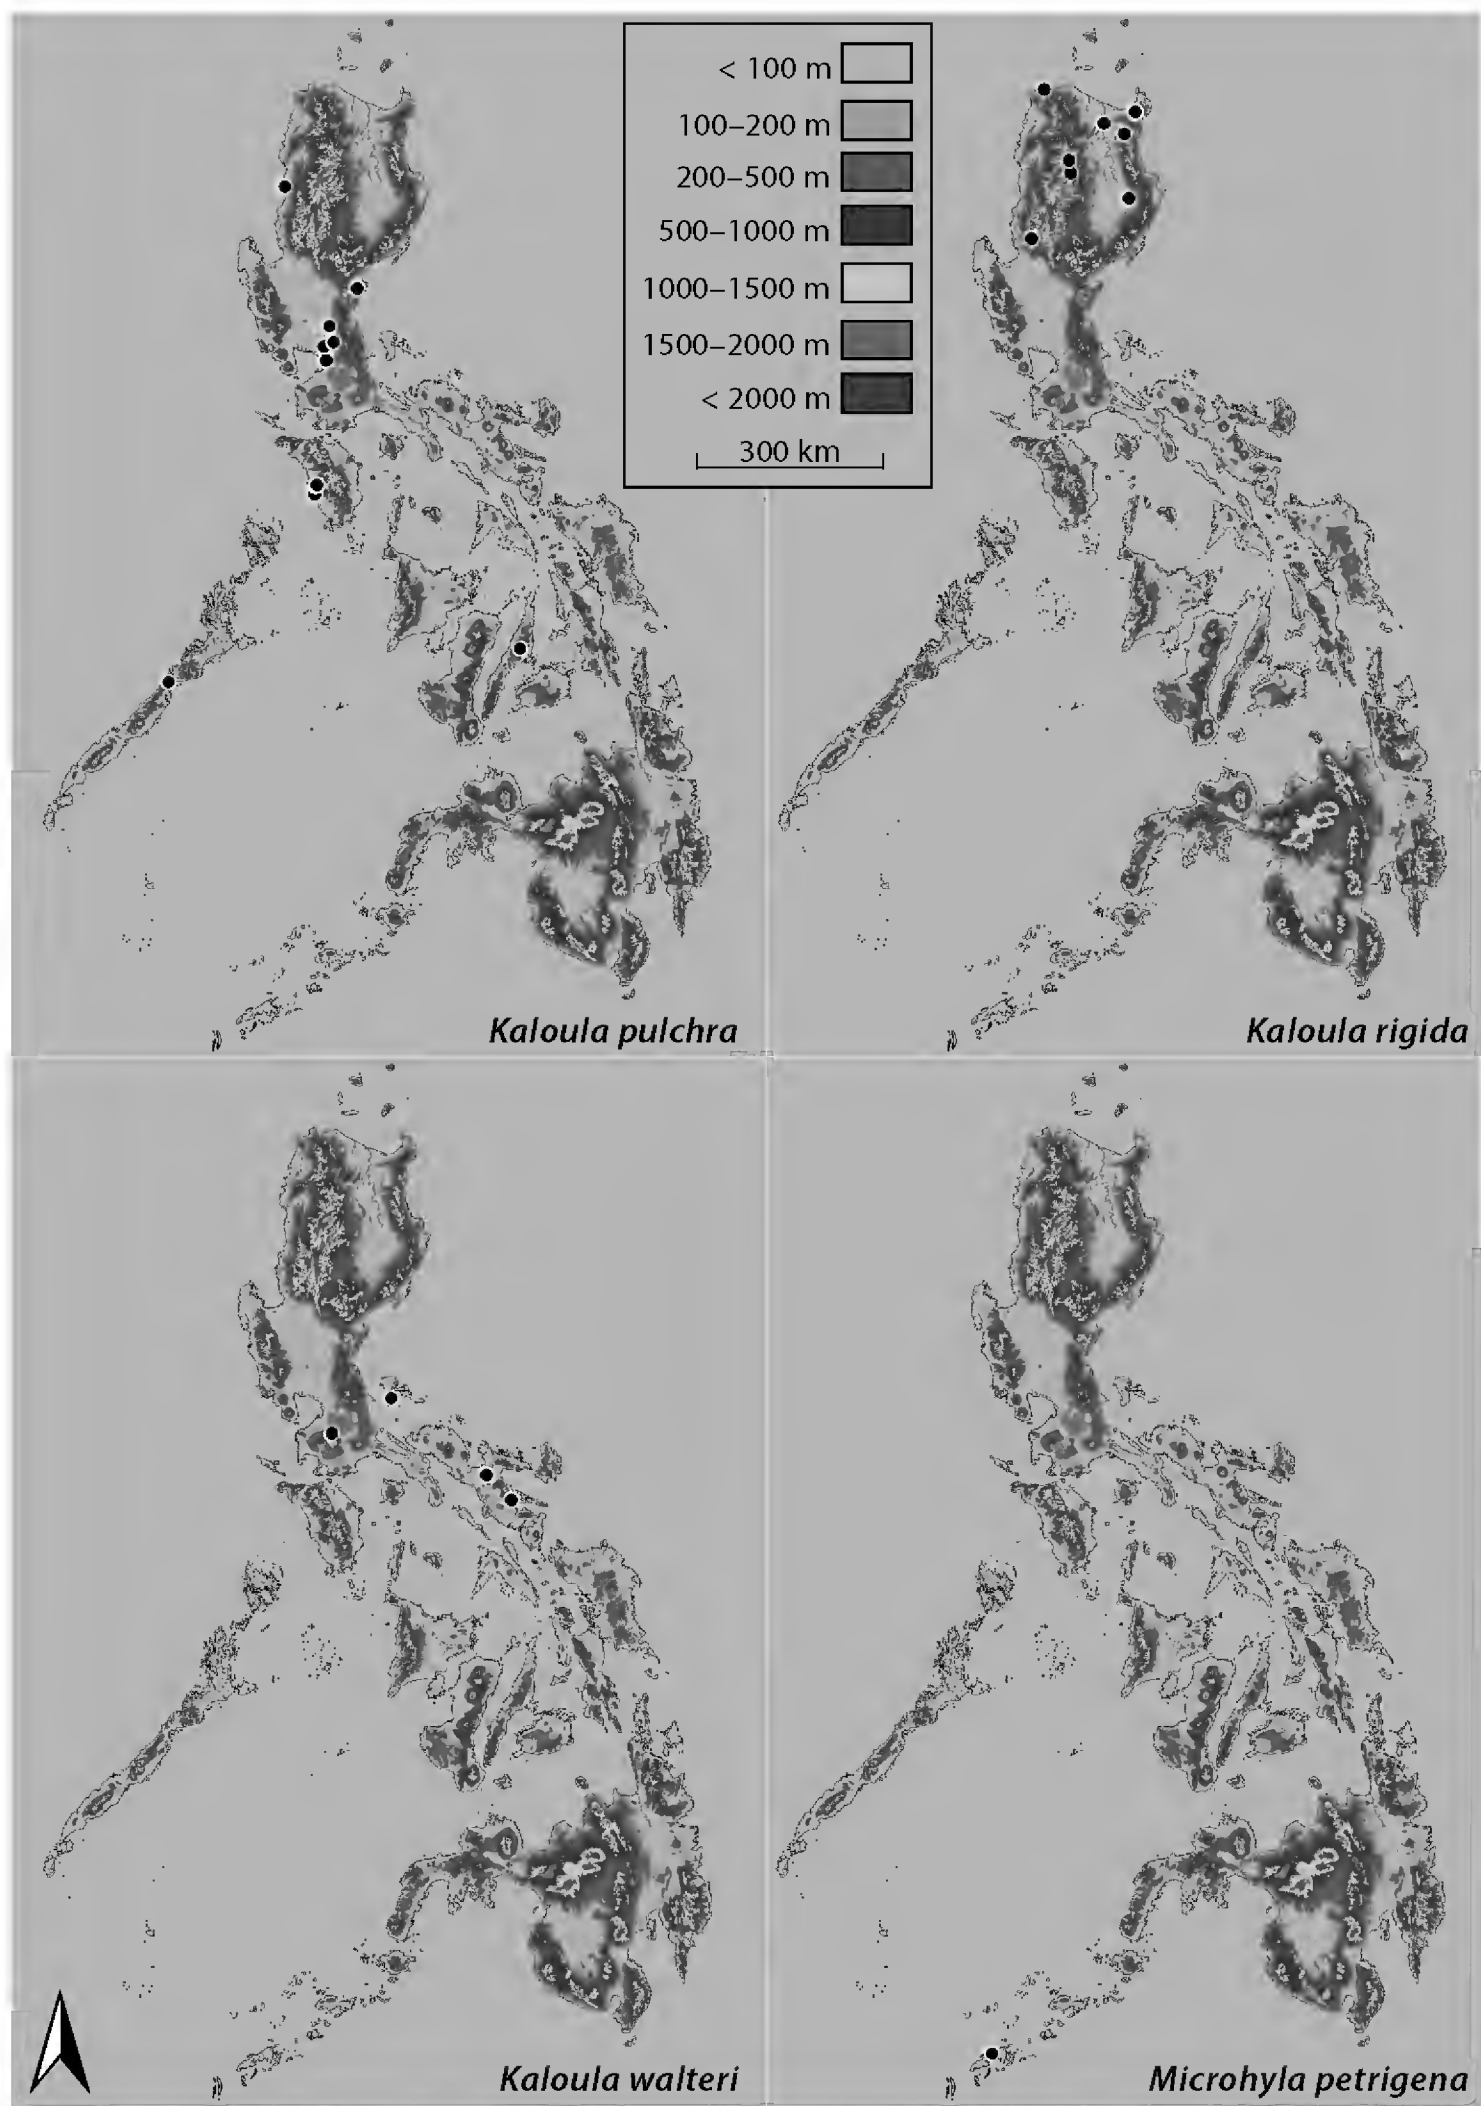 < 100 m
100–200 m
200–500 m
500–1000 m
1000–1500 m
1500–2000 m
< 2000 m
300 km
Kaloula pulchra
Kaloula rigida
Kaloula walteri
Microhyla petrigena